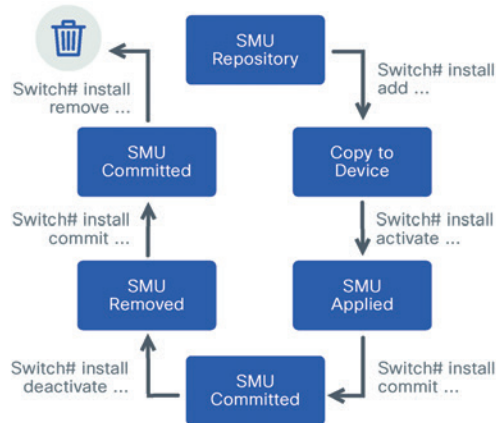 SMU
Repository
Switch# install
add ...
Copy to
Device
Switch# install
activate ...
SMU
Applied
Switch# install
commit ...
SMU
Committed
Switch# install
deactivate ...
SMU
Removed
Switch# install
commit ...
SMU
Committed
Switch# install
remove ...